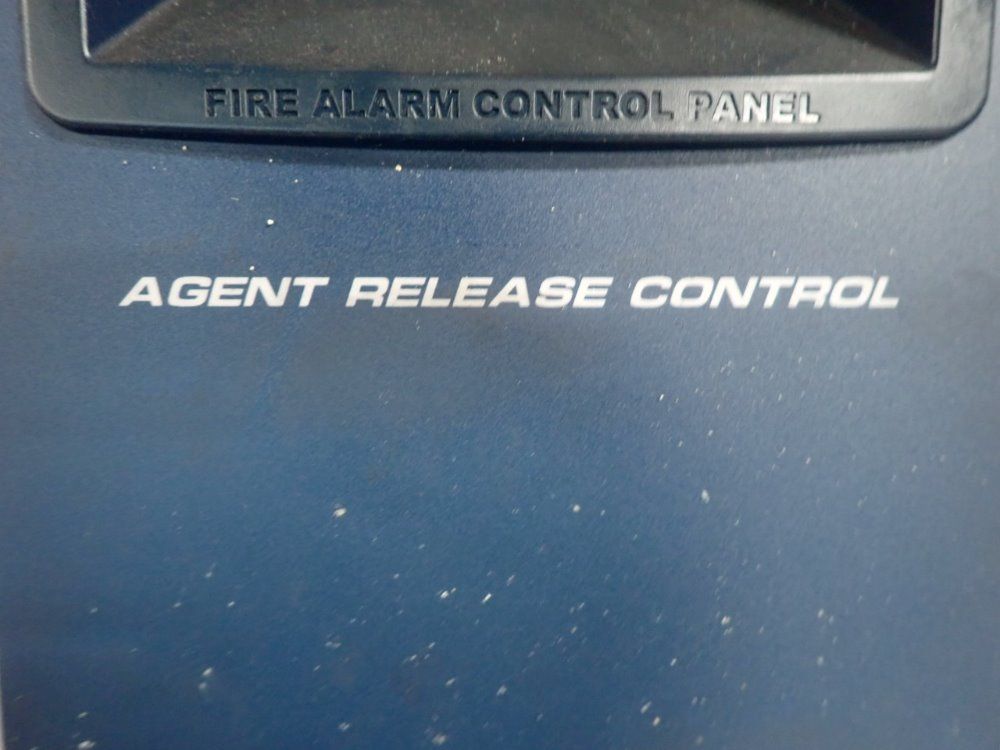 FIRE ALARM CONTROL PANEL
AGENT RELEASE CONTROL